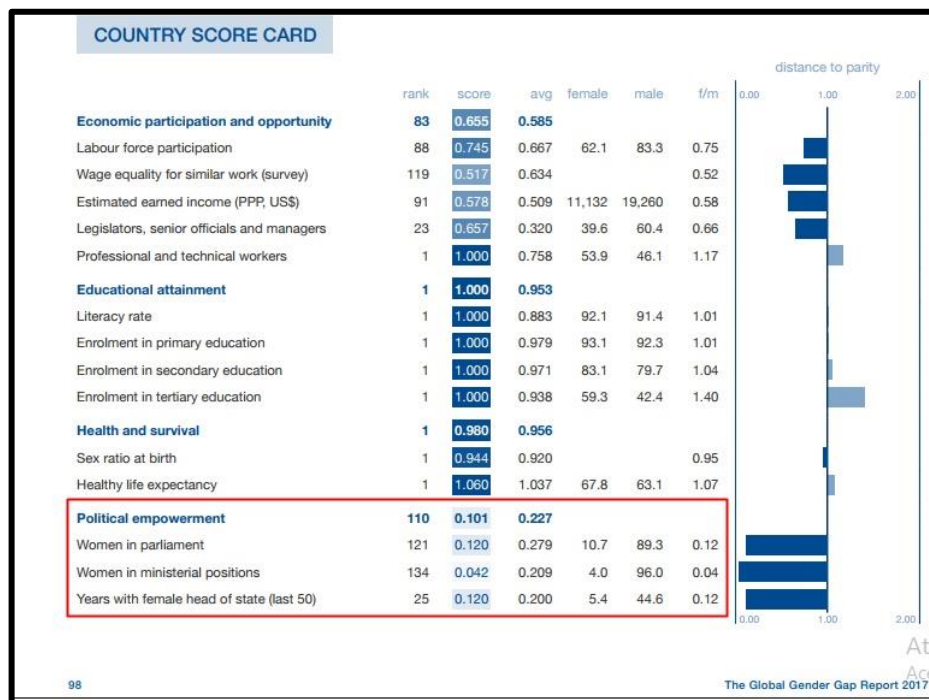 COUNTRY SCORE CARD
distance to parity
rank score avg female male f/m 0.00 1.00 2.00
Economic participation and opportunity 83 0.655 0.585
Labour force participation 88 0.745 0.667 62.1 83.3 0.75
Wage equality for similar work (survey) 119 0.517 0.634 0.52
Estimated earned income (PPP, US$) 91 0.578 0.509 11,132 19,260 0.58
Legislators, senior officials and managers 23 0.657 0.320 39.6 60.4 0.66
Professional and technical workers 1 1.000 0.758 53.9 46.1 1.17
Educational attainment 1 1.000 0.953
Literacy rate 1 1.000 0.883 92.1 91.4 1.01
Enrolment in primary education 1 1.000 0.979 93.1 92.3 1.01
Enrolment in secondary education 1 1.000 0.971 83.1 79.7 1.04
Enrolment in tertiary education 1 1.000 0.938 59.3 42.4 1.40
Health and survival 1 0.980 0.956
Sex ratio at birth 1 0.944 0.920 0.95
Healthy life expectancy 1 1.060 1.037 67.8 63.1 1.07
Political empowerment 110 0.101 0.227
Women in parliament 121 0.120 0.279 10.7 89.3 0.12
Women in ministerial positions 134 0.042 0.209 4.0 96.0 0.04
Years with female head of state (last 50) 25 0.120 0.200 5.4 44.6 0.12
0.00 1.00 2.00
98 The Global Gender Gap Report 2017